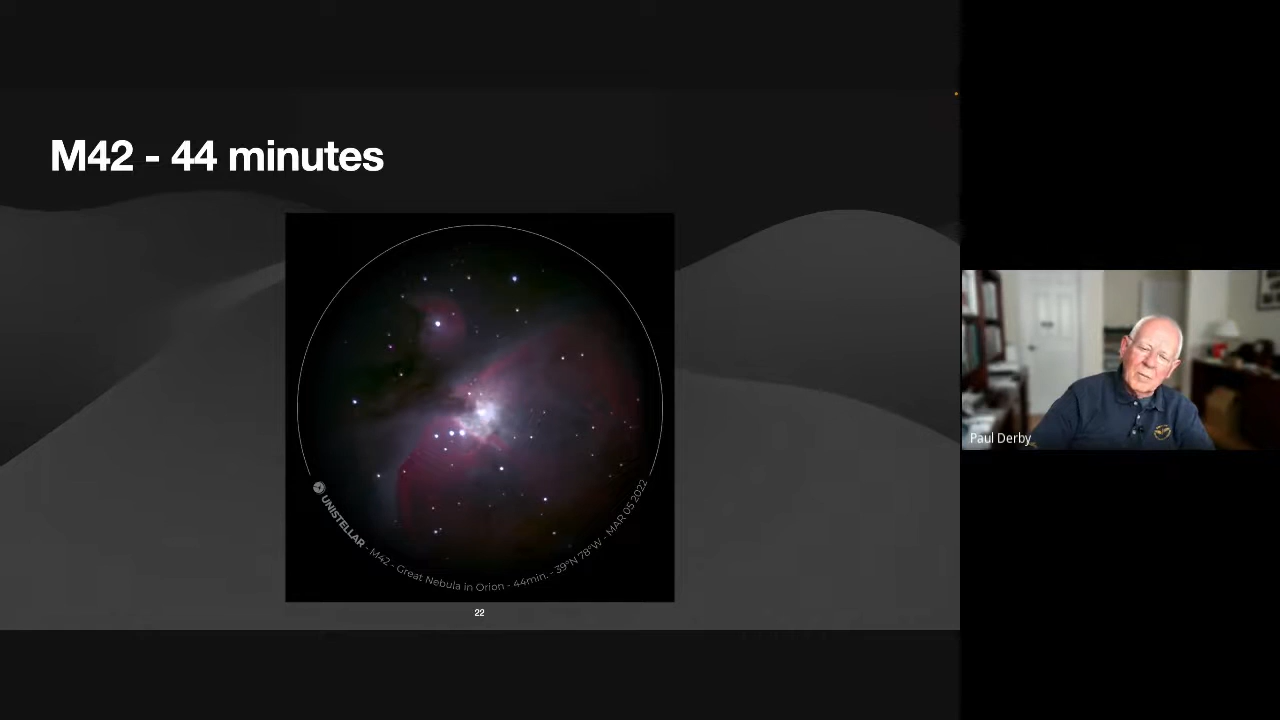 M42 - 44 minutes
UNISTELLAR - M42 - Great Nebula in Orion - 44min. - 39°N 78°W - MAR 05 2022
22
Paul Derby